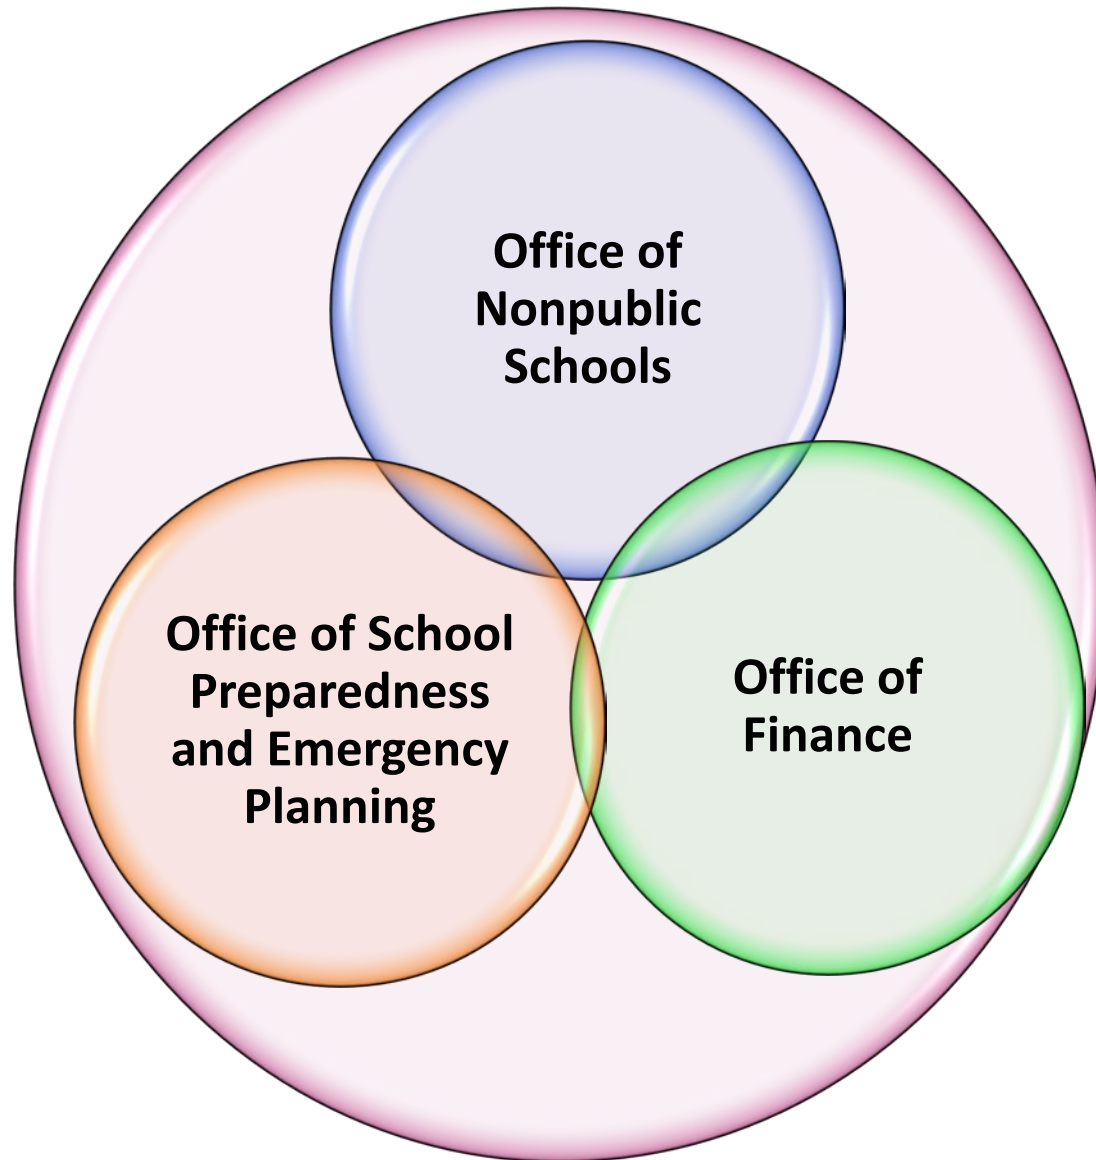 Office of
Nonpublic
Schools
Office of School
Preparedness
and Emergency
Planning
Office of
Finance